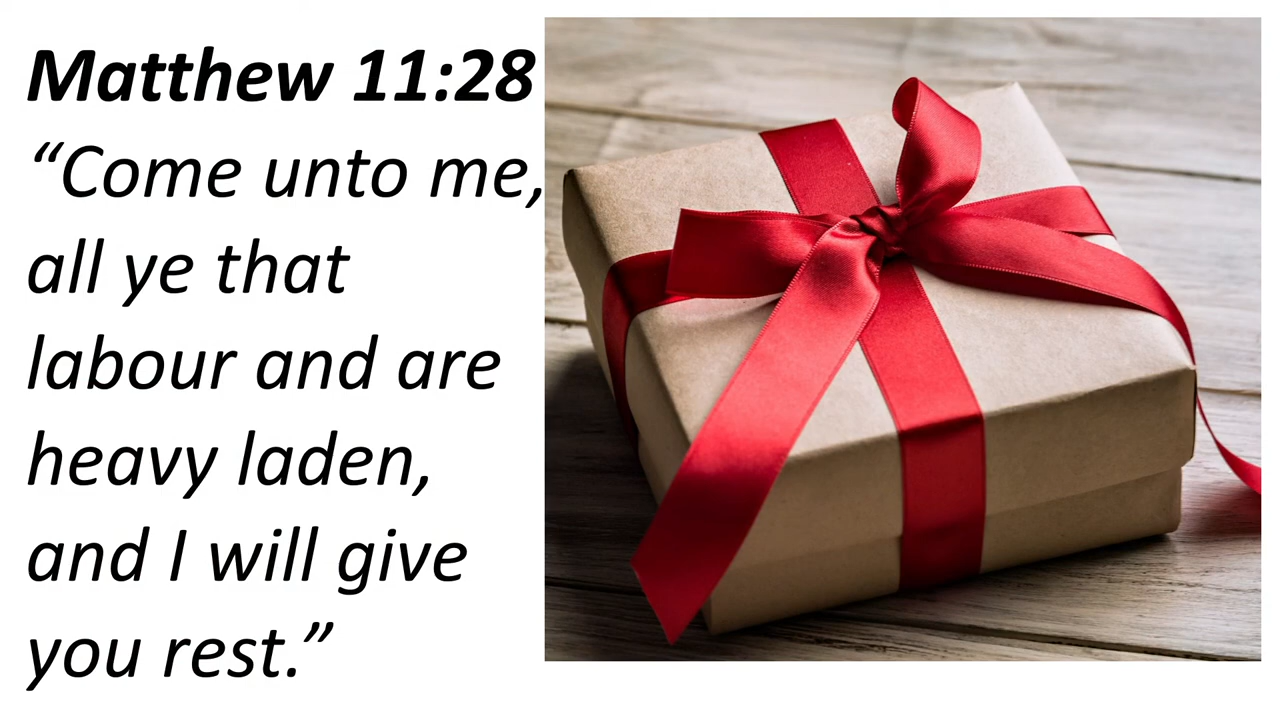 Matthew 11:28
“Come unto me,
all ye that
labour and are
heavy laden,
and I will give
you rest.”